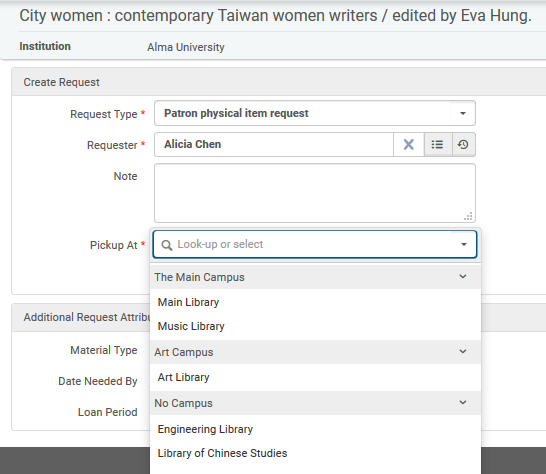 City women : contemporary Taiwan women writers / edited by Eva Hung.
Institution Alma University
Create Request
Request Type * Patron physical item request
Requester * Alicia Chen
Note
Pickup At * Look-up or select
The Main Campus
Main Library
Music Library
Additional Request Attribu
Art Campus
Material Type
Art Library
Date Needed By
No Campus
Loan Period
Engineering Library
Library of Chinese Studies